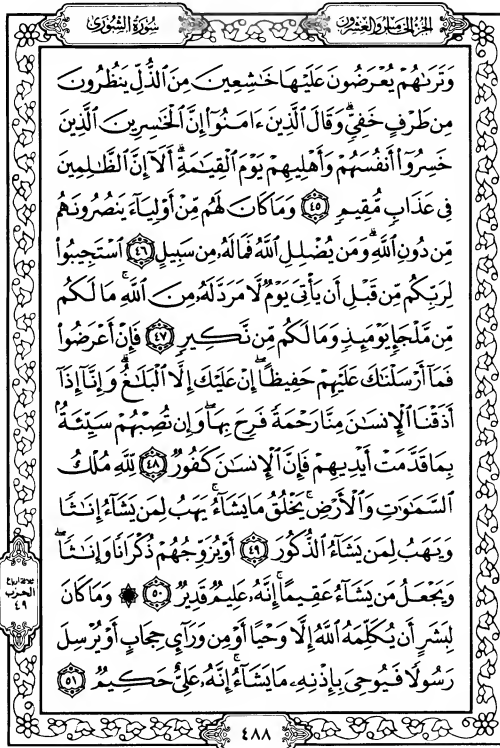 الجزء الخامس والعشرون
سورة الشورى
وَتَرَىٰهُمْ يُعْرَضُونَ عَلَيْهَا خَٰشِعِينَ مِنَ ٱلذُّلِّ يَنظُرُونَ
مِن طَرْفٍ خَفِيٍّ ۗ وَقَالَ ٱلَّذِينَ ءَامَنُوٓا۟ إِنَّ ٱلْخَٰسِرِينَ ٱلَّذِينَ
خَسِرُوٓا۟ أَنفُسَهُمْ وَأَهْلِيهِمْ يَوْمَ ٱلْقِيَٰمَةِ ۗ أَلَآ إِنَّ ٱلظَّٰلِمِينَ
فِى عَذَابٍ مُّقِيمٍ ٤٥ وَمَا كَانَ لَهُم مِّنْ أَوْلِيَآءَ يَنصُرُونَهُم
مِّن دُونِ ٱللَّهِ ۗ وَمَن يُضْلِلِ ٱللَّهُ فَمَا لَهُۥ مِن سَبِيلٍ ٤٦ ٱسْتَجِيبُوا۟
لِرَبِّكُم مِّن قَبْلِ أَن يَأْتِىَ يَوْمٌ لَّا مَرَدَّ لَهُۥ مِنَ ٱللَّهِ ۚ مَا لَكُم
مِّن مَّلْجَإٍ يَوْمَئِذٍ وَمَا لَكُم مِّن نَّكِيرٍ ٤٧ فَإِنْ أَعْرَضُوا۟
فَمَآ أَرْسَلْنَٰكَ عَلَيْهِمْ حَفِيظًا ۖ إِنْ عَلَيْكَ إِلَّا ٱلْبَلَٰغُ ۗ وَإِنَّآ إِذَآ
أَذَقْنَا ٱلْإِنسَٰنَ مِنَّا رَحْمَةً فَرِحَ بِهَا ۖ وَإِن تُصِبْهُمْ سَيِّئَةٌۢ
بِمَا قَدَّمَتْ أَيْدِيهِمْ فَإِنَّ ٱلْإِنسَٰنَ كَفُورٌ ٤٨ لِّلَّهِ مُلْكُ
ٱلسَّمَٰوَٰتِ وَٱلْأَرْضِ ۚ يَخْلُقُ مَا يَشَآءُ ۚ يَهَبُ لِمَن يَشَآءُ إِنَٰثًا
وَيَهَبُ لِمَن يَشَآءُ ٱلذُّكُورَ ٤٩ أَوْ يُزَوِّجُهُمْ ذُكْرَانًا وَإِنَٰثًا ۖ
وَيَجْعَلُ مَن يَشَآءُ عَقِيمًا ۚ إِنَّهُۥ عَلِيمٌ قَدِيرٌ ٥٠ ۞ وَمَا كَانَ
لِبَشَرٍ أَن يُكَلِّمَهُ ٱللَّهُ إِلَّا وَحْيًا أَوْ مِن وَرَآئِ حِجَابٍ أَوْ يُرْسِلَ
رَسُولًا فَيُوحِىَ بِإِذْنِهِۦ مَا يَشَآءُ ۚ إِنَّهُۥ عَلِىٌّ حَكِيمٌ ٥١
ثلاثة أرباع
الحزب
٤٩
٤٨٨